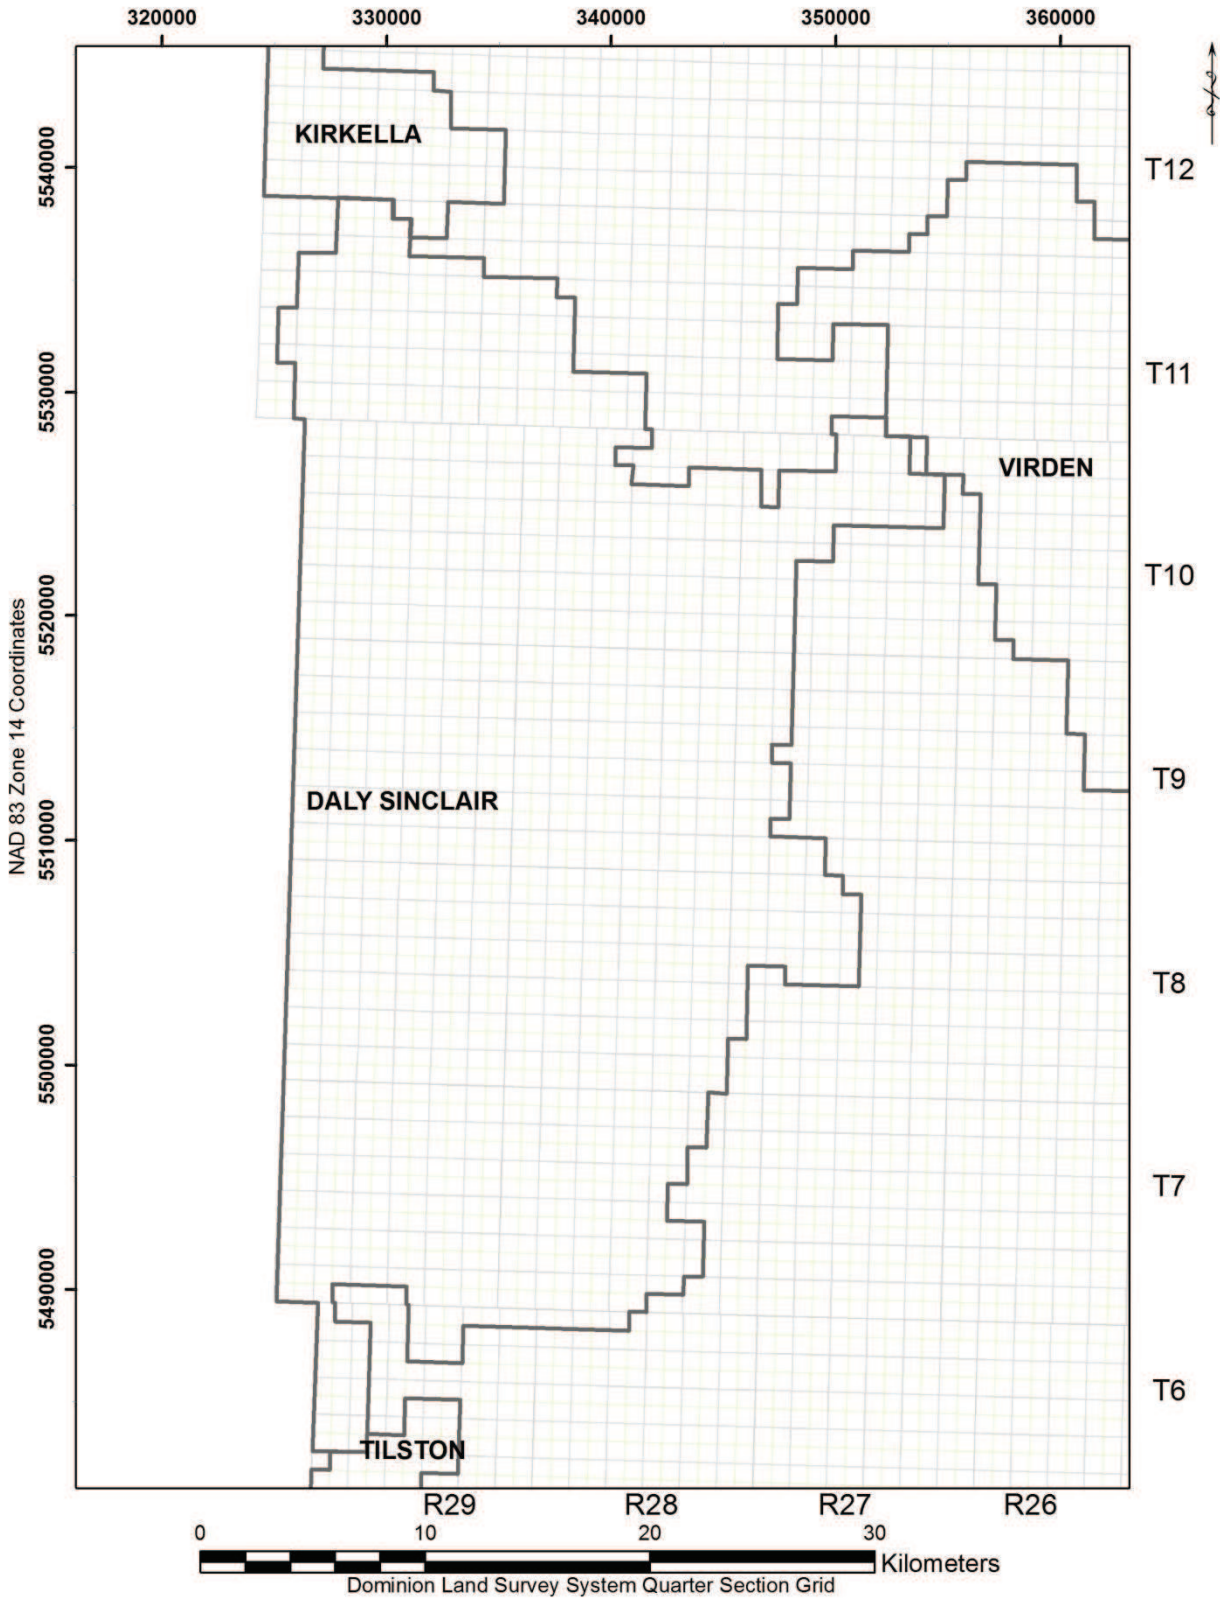 320000 330000 340000 350000 360000
KIRKELLA
5540000
T12
5530000
T11
VIRDEN
T10
5520000
NAD 83 Zone 14 Coordinates
T9
DALY SINCLAIR
5510000
T8
5500000
T7
5490000
T6
TILSTON
R29 R28 R27 R26
0 10 20 30
Kilometers
Dominion Land Survey System Quarter Section Grid